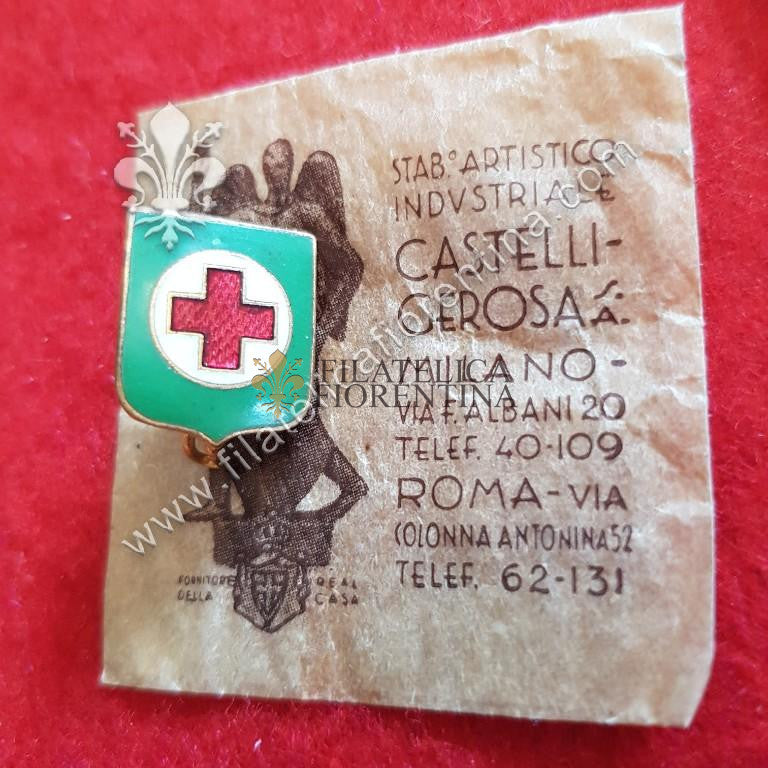 STAB.º ARTISTICO
INDVSTRIALE
CASTELLI-
GEROSA S.A.
MILANO-
VIA F. ALBANI 20
TELEF. 40-109
ROMA-VIA
COLONNA ANTONINA 52
TELEF. 62-131
FORNITORE REAL
DELLA CASA
FILATELICA
FIORENTINA
www.filatelicafiorentina.com